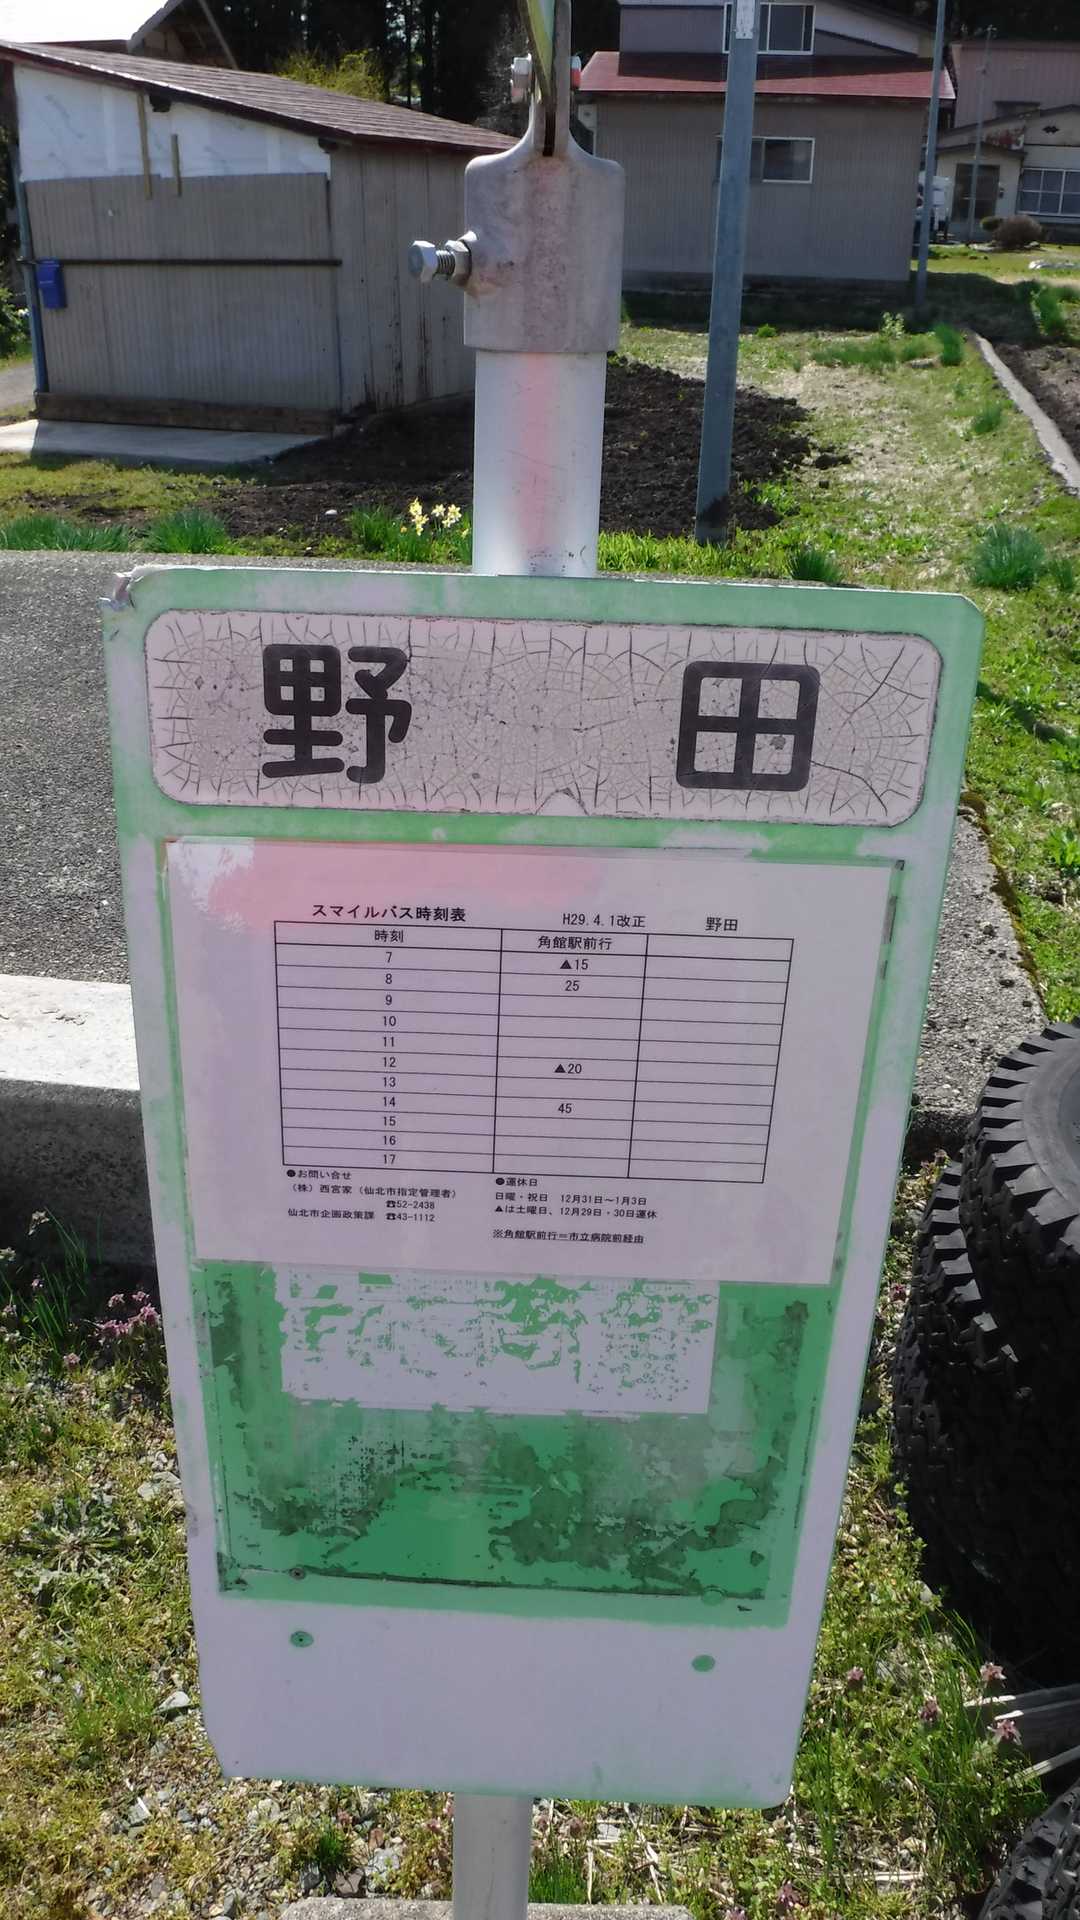 野田
スマイルバス時刻表 H29.4.1改正 野田
時刻 角館駅前行
7 ▲15
8 25
9
10
11
12 ▲20
13
14 45
15
16
17
●お問い合せ
(株)西宮家(仙北市指定管理者)
☎52-2438
仙北市企画政策課 ☎43-1112
●運休日
日曜・祝日 12月31日~1月3日
▲は土曜日、12月29日・30日運休
※角館駅前行=市立病院前経由